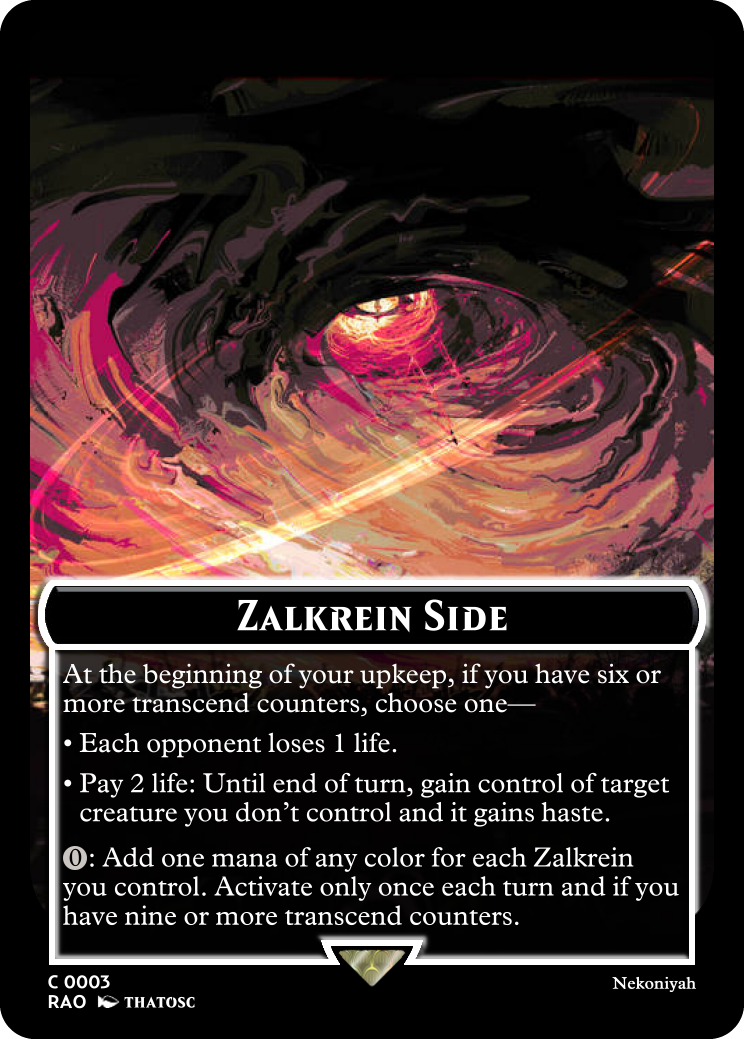 Zalkrein Side
At the beginning of your upkeep, if you have six or
more transcend counters, choose one—
• Each opponent loses 1 life.
• Pay 2 life: Until end of turn, gain control of target
creature you don't control and it gains haste.
0: Add one mana of any color for each Zalkrein
you control. Activate only once each turn and if you
have nine or more transcend counters.
C 0003
RAO THATOSC
Nekoniyah